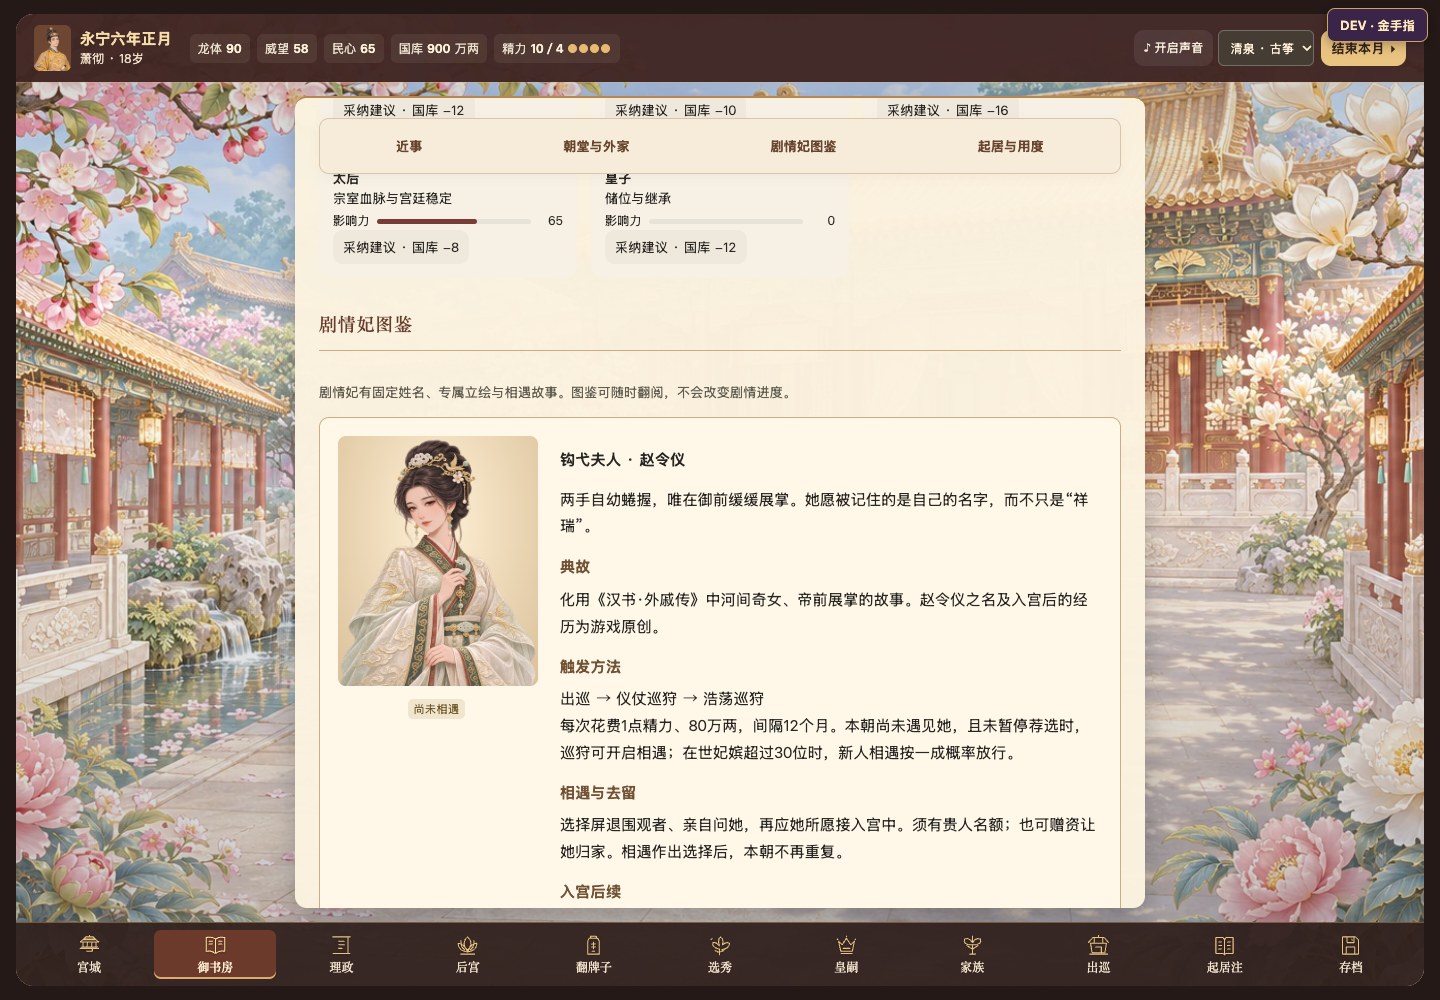 永宁六年正月
萧彻 · 18岁
龙体 90
威望 58
民心 65
国库 900 万两
精力 10 / 4
♪ 开启声音
清泉 · 古筝
DEV · 金手指
结束本月
采纳建议 · 国库 −12
采纳建议 · 国库 −10
采纳建议 · 国库 −16
近事
朝堂与外家
剧情妃图鉴
起居与用度
太后
宗室血脉与宫廷稳定
影响力 65
采纳建议 · 国库 −8
皇子
储位与继承
影响力 0
采纳建议 · 国库 −12
剧情妃图鉴
剧情妃有固定姓名、专属立绘与相遇故事。图鉴可随时翻阅，不会改变剧情进度。
尚未相遇
钩弋夫人 · 赵令仪
两手自幼蜷握，唯在御前缓缓展掌。她愿被记住的是自己的名字，而不只是“祥
瑞”。
典故
化用《汉书·外戚传》中河间奇女、帝前展掌的故事。赵令仪之名及入宫后的经
历为游戏原创。
触发方法
出巡 → 仪仗巡狩 → 浩荡巡狩
每次花费1点精力、80万两，间隔12个月。本朝尚未遇见她，且未暂停荐选时，
巡狩可开启相遇；在世妃嫔超过30位时，新人相遇按一成概率放行。
相遇与去留
选择屏退围观者、亲自问她，再应她所愿接入宫中。须有贵人名额；也可赠资让
她归家。相遇作出选择后，本朝不再重复。
入宫后续
宫城
御书房
理政
后宫
翻牌子
选秀
皇嗣
家族
出巡
起居注
存档